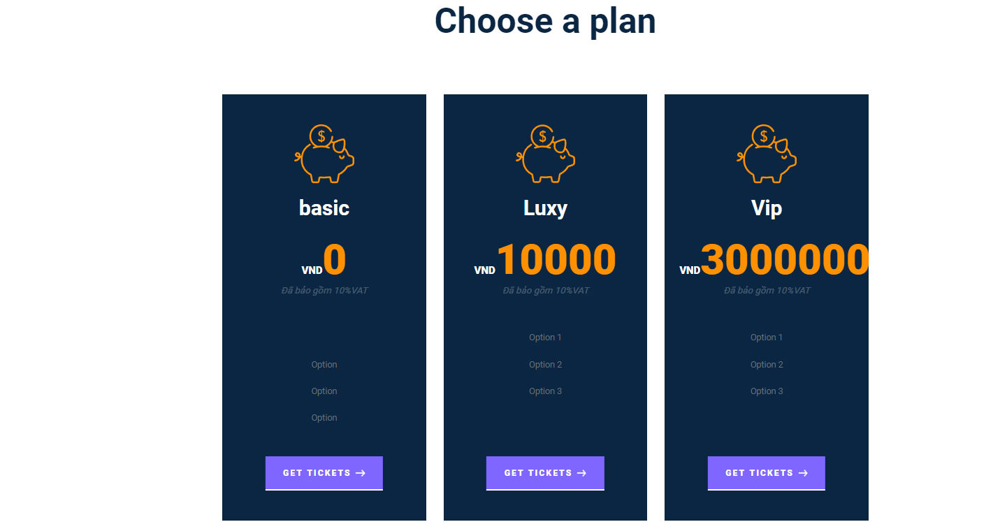 Choose a plan
basic
VND0
Đã bảo gồm 10%VAT
Option
Option
Option
GET TICKETS →
Luxy
VND10000
Đã bảo gồm 10%VAT
Option 1
Option 2
Option 3
GET TICKETS →
Vip
VND3000000
Đã bảo gồm 10%VAT
Option 1
Option 2
Option 3
GET TICKETS →